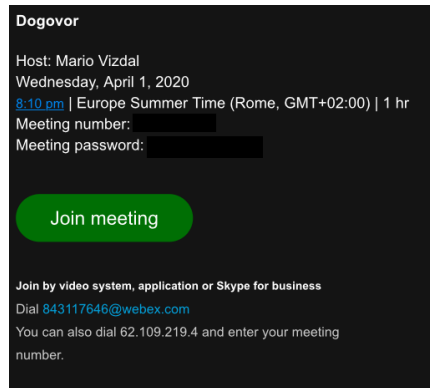 Dogovor
Host: Mario Vizdal
Wednesday, April 1, 2020
8:10 pm | Europe Summer Time (Rome, GMT+02:00) | 1 hr
Meeting number:
Meeting password:
Join meeting
Join by video system, application or Skype for business
Dial 843117646@webex.com
You can also dial 62.109.219.4 and enter your meeting
number.